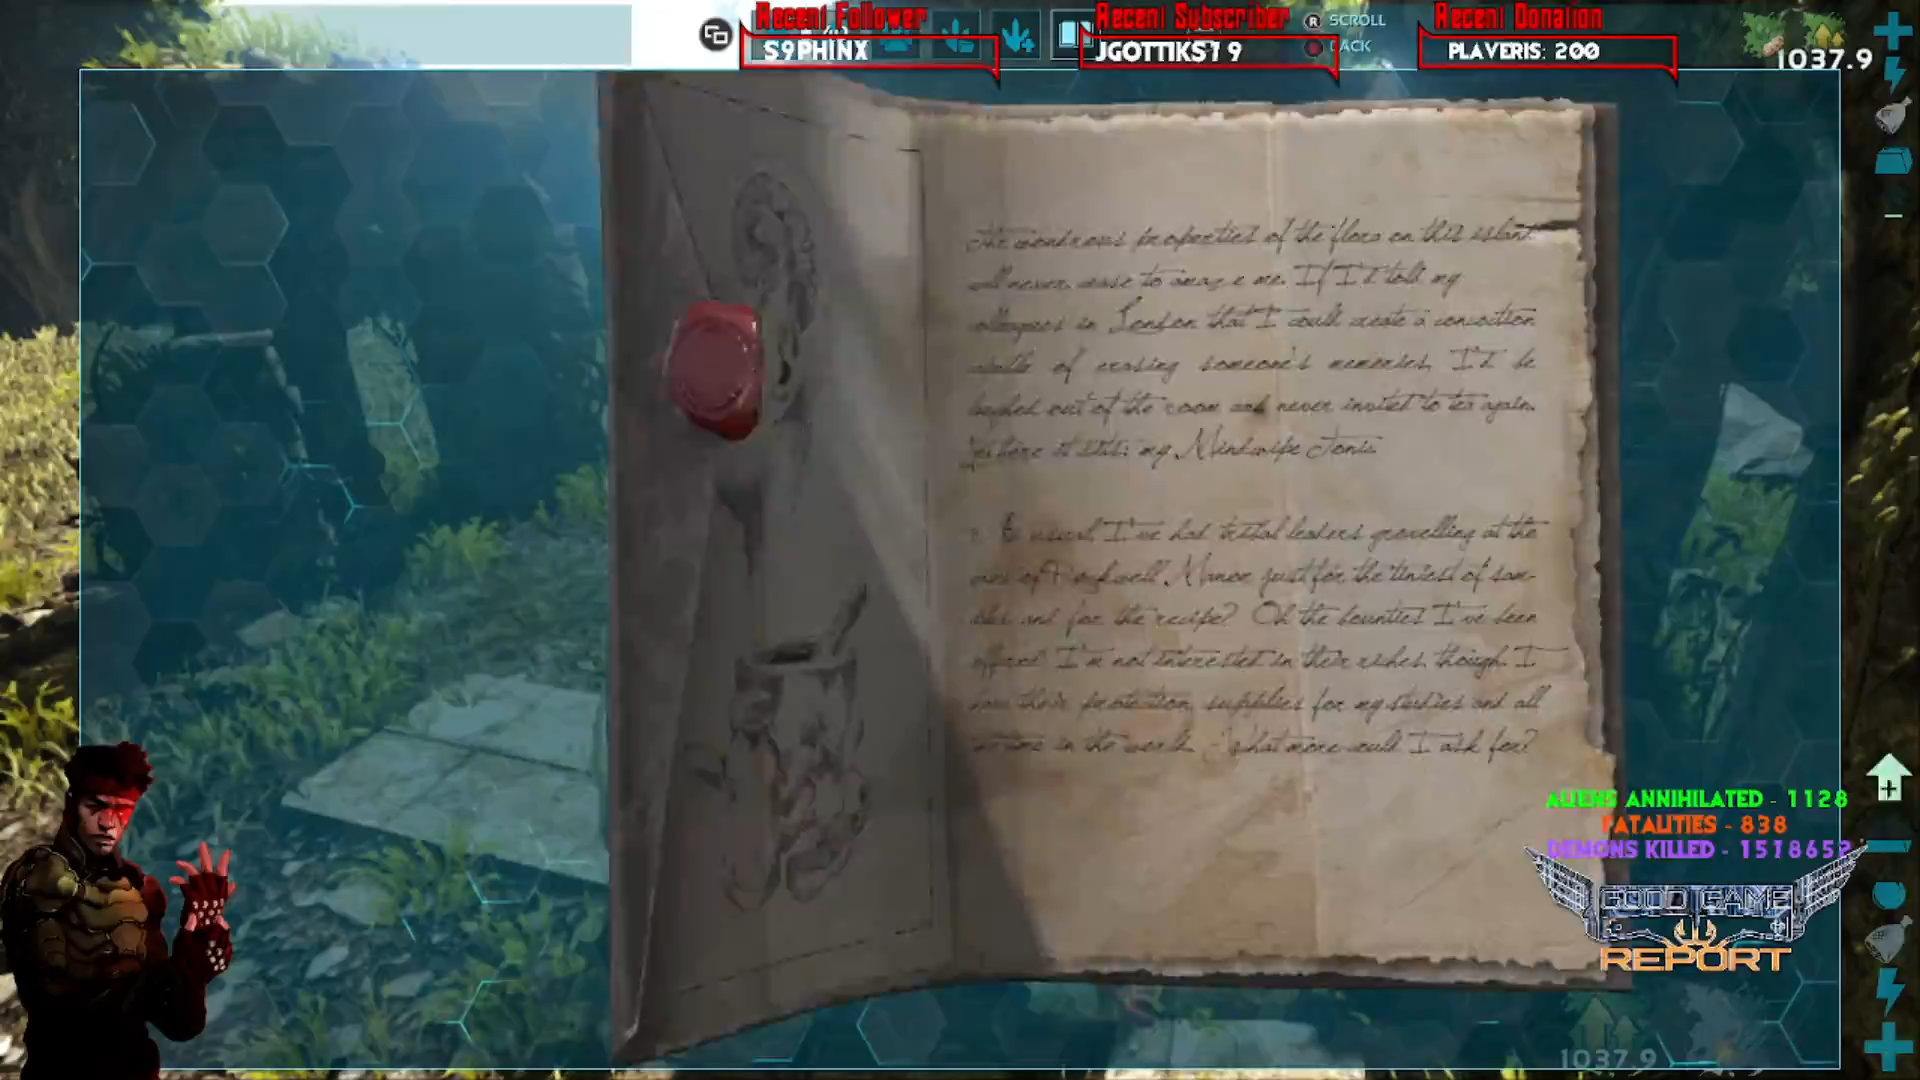 Recent Follower
S9PHINX
Recent Subscriber
JGOTTIKS79
R SCROLL
BACK
Recent Donation
PLAVERIS: 200
1037.9
The wondrous properties of the flora on this island
will never cease to amaze me. If I'd told my
colleagues in London that I could create a concoction
capable of erasing someone's memories, I'd be
laughed out of the room and never invited to tea again.
Yet here it sits: my Mindwipe Tonic.
As usual, I've had tribal leaders grovelling at the
of Rockwell Manor just for the tiniest of sam-
ples and for the recipe? Oh the bounties I've been
offered! I'm not interested in their riches though. I
have their protection, supplies for my studies and all
the time in the world. What more could I ask for?
ALIENS ANNIHILATED - 1128
FATALITIES - 838
DEMONS KILLED - 1518652
GOOD GAME
REPORT
1037.9